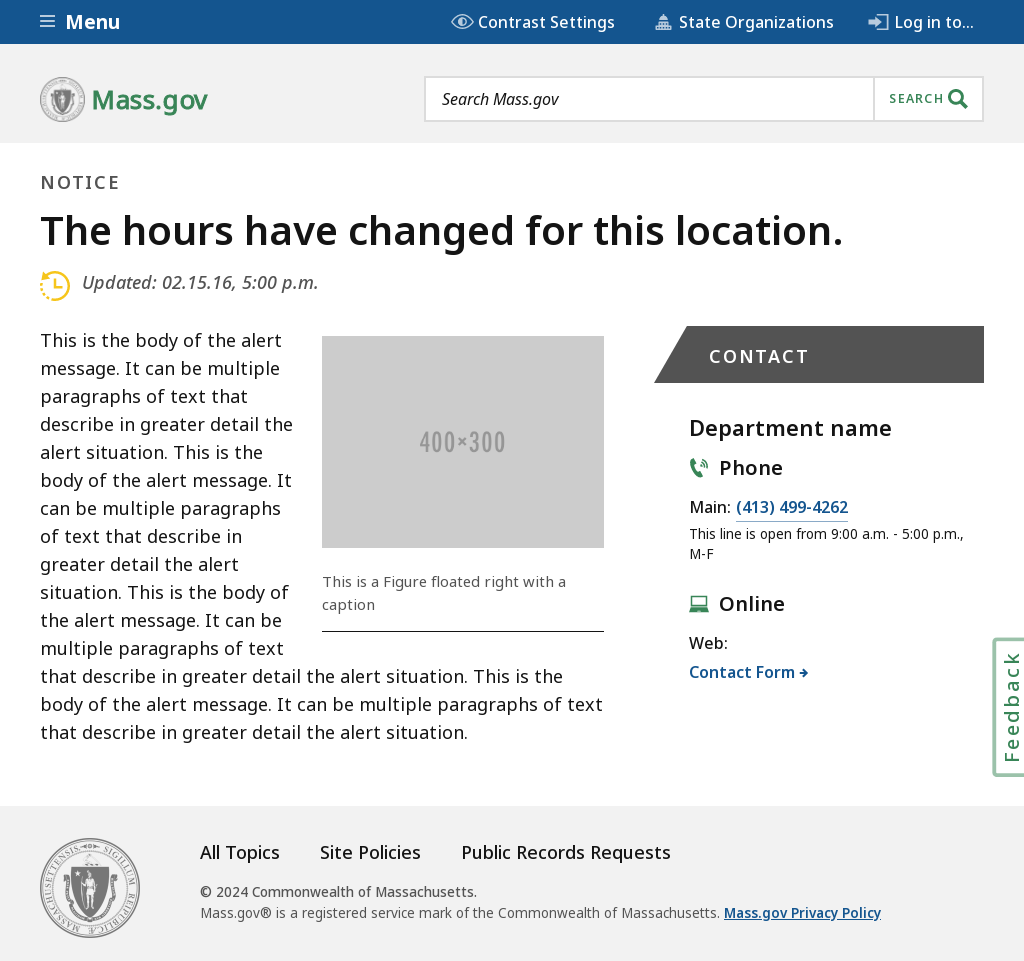 Menu
Contrast Settings
State Organizations
Log in to...
Mass.gov
Search Mass.gov
SEARCH
NOTICE
The hours have changed for this location.
Updated: 02.15.16, 5:00 p.m.
This is the body of the alert
message. It can be multiple
paragraphs of text that
describe in greater detail the
alert situation. This is the
body of the alert message. It
can be multiple paragraphs
of text that describe in
greater detail the alert
situation. This is the body of
the alert message. It can be
multiple paragraphs of text
that describe in greater detail the alert situation. This is the
body of the alert message. It can be multiple paragraphs of text
that describe in greater detail the alert situation.
400×300
This is a Figure floated right with a
caption
CONTACT
Department name
Phone
Main: (413) 499-4262
This line is open from 9:00 a.m. - 5:00 p.m.,
M-F
Online
Web:
Contact Form
Feedback
All Topics
Site Policies
Public Records Requests
© 2024 Commonwealth of Massachusetts.
Mass.gov® is a registered service mark of the Commonwealth of Massachusetts. Mass.gov Privacy Policy